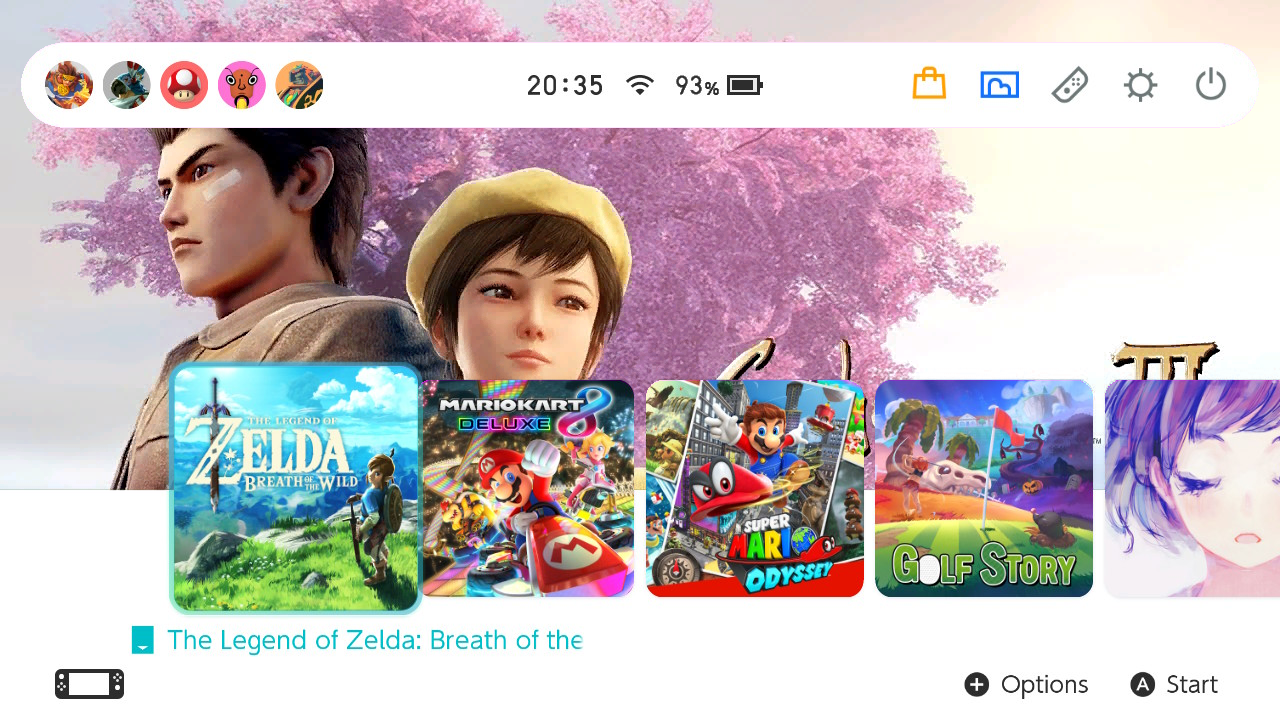 20:35 93%
III
TM
THE LEGEND OF
ZELDA
BREATH OF THE WILD
MARIOKART 8
DELUXE
SUPER
MARIO
ODYSSEY
GOLF STORY
The Legend of Zelda: Breath of the
+ Options A Start